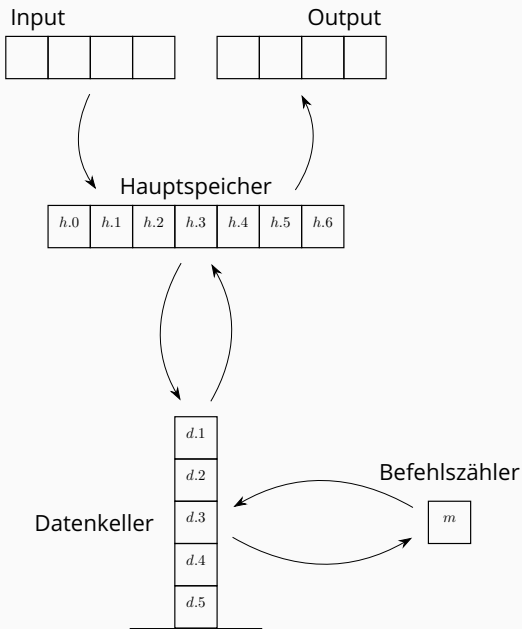 Input
Output
Hauptspeicher
h.0 h.1 h.2 h.3 h.4 h.5 h.6
d.1
d.2
Befehlszähler
d.3
m
Datenkeller
d.4
d.5